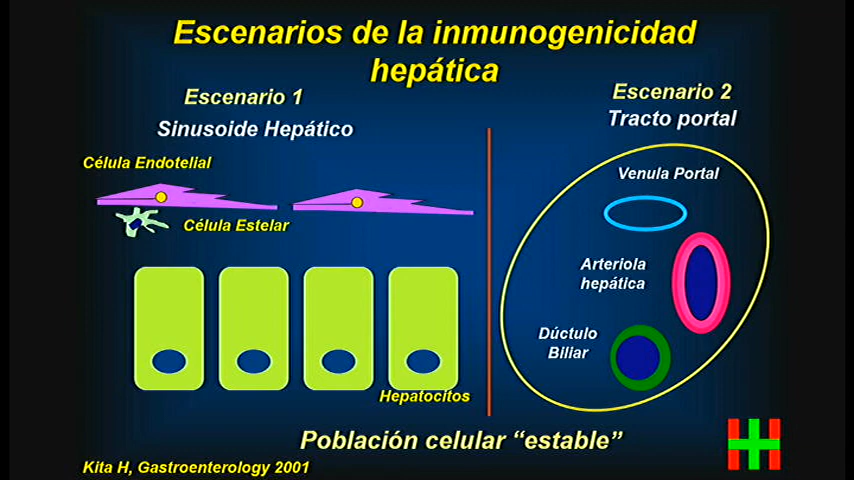 Escenarios de la inmunogenicidad
hepática
Escenario 1
Sinusoide Hepático
Célula Endotelial
Célula Estelar
Hepatocitos
Escenario 2
Tracto portal
Venula Portal
Arteriola
hepática
Dúctulo
Biliar
Población celular “estable”
Kita H, Gastroenterology 2001